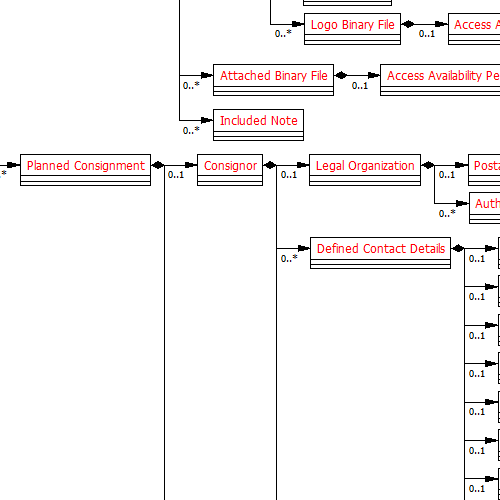 Logo Binary File
Access A
0..*
0..1
Attached Binary File
Access Availability Pe
0..*
0..1
Included Note
0..*
Planned Consignment
Consignor
Legal Organization
Posta
.*
0..1
0..1
0..1
Auth
0..*
Defined Contact Details
0..*
0..1
0..1
0..1
0..1
0..1
0..1
0..1